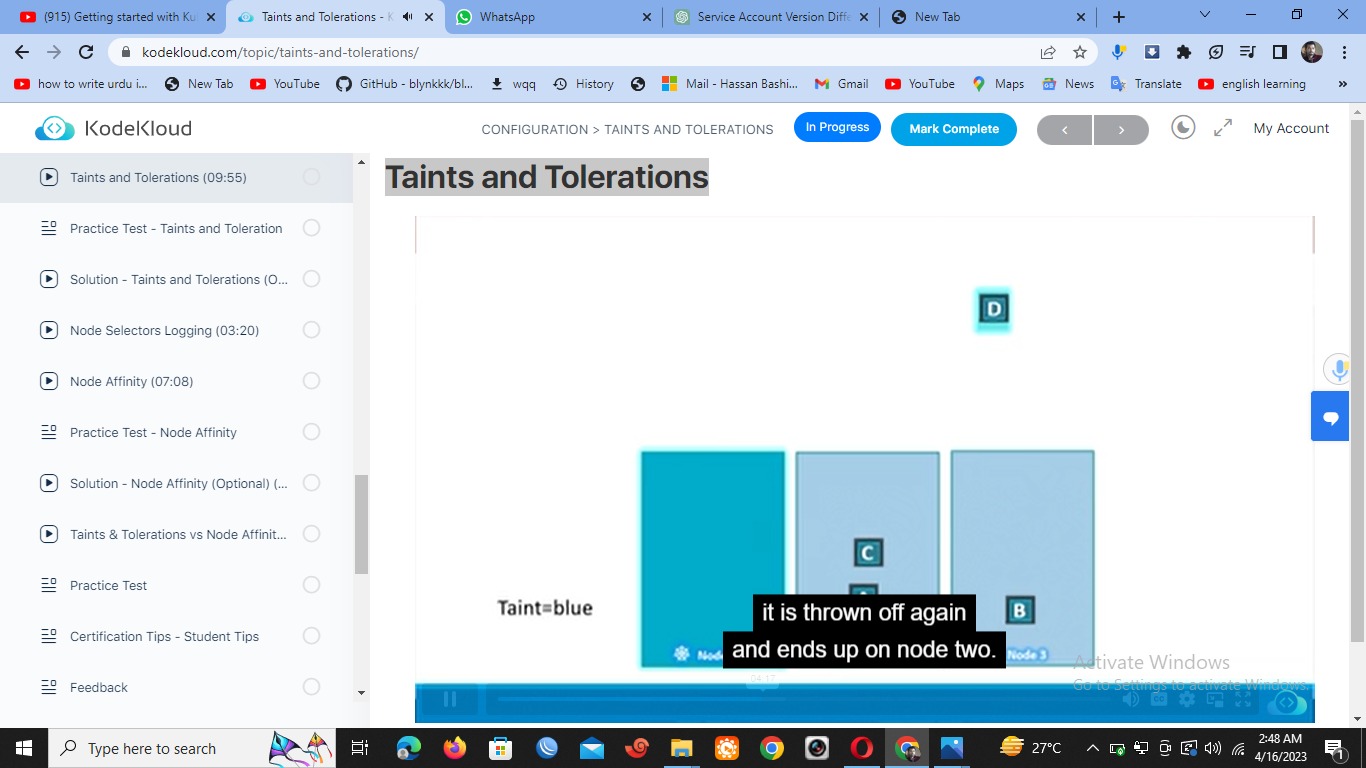 (915) Getting started with Ku
Taints and Tolerations - K
WhatsApp
Service Account Version Diffe
New Tab
kodekloud.com/topic/taints-and-tolerations/
how to write urdu i...
New Tab
YouTube
GitHub - blynkkk/bl...
wqq
History
Mail - Hassan Bashi...
Gmail
YouTube
Maps
News
Translate
english learning
»
KodeKloud
CONFIGURATION > TAINTS AND TOLERATIONS
In Progress
Mark Complete
My Account
Taints and Tolerations (09:55)
Practice Test - Taints and Toleration
Solution - Taints and Tolerations (O...
Node Selectors Logging (03:20)
Node Affinity (07:08)
Practice Test - Node Affinity
Solution - Node Affinity (Optional) (...
Taints & Tolerations vs Node Affinit...
Practice Test
Certification Tips - Student Tips
Feedback
Taints and Tolerations
D
C
B
Taint=blue
Node 3
it is thrown off again
and ends up on node two.
04:17
Activate Windows
Go to Settings to activate Windows.
Type here to search
27°C
2:48 AM
4/16/2023
1